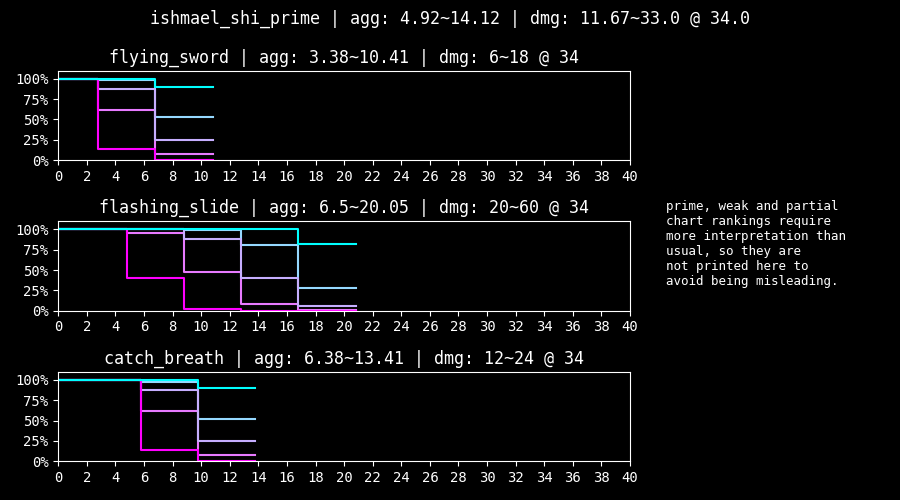 ishmael_shi_prime | agg: 4.92~14.12 | dmg: 11.67~33.0 @ 34.0
flying_sword | agg: 3.38~10.41 | dmg: 6~18 @ 34
100%
75%
50%
25%
0%
0 2 4 6 8 10 12 14 16 18 20 22 24 26 28 30 32 34 36 38 40
flashing_slide | agg: 6.5~20.05 | dmg: 20~60 @ 34
100%
75%
50%
25%
0%
0 2 4 6 8 10 12 14 16 18 20 22 24 26 28 30 32 34 36 38 40
prime, weak and partial
chart rankings require
more interpretation than
usual, so they are
not printed here to
avoid being misleading.
catch_breath | agg: 6.38~13.41 | dmg: 12~24 @ 34
100%
75%
50%
25%
0%
0 2 4 6 8 10 12 14 16 18 20 22 24 26 28 30 32 34 36 38 40